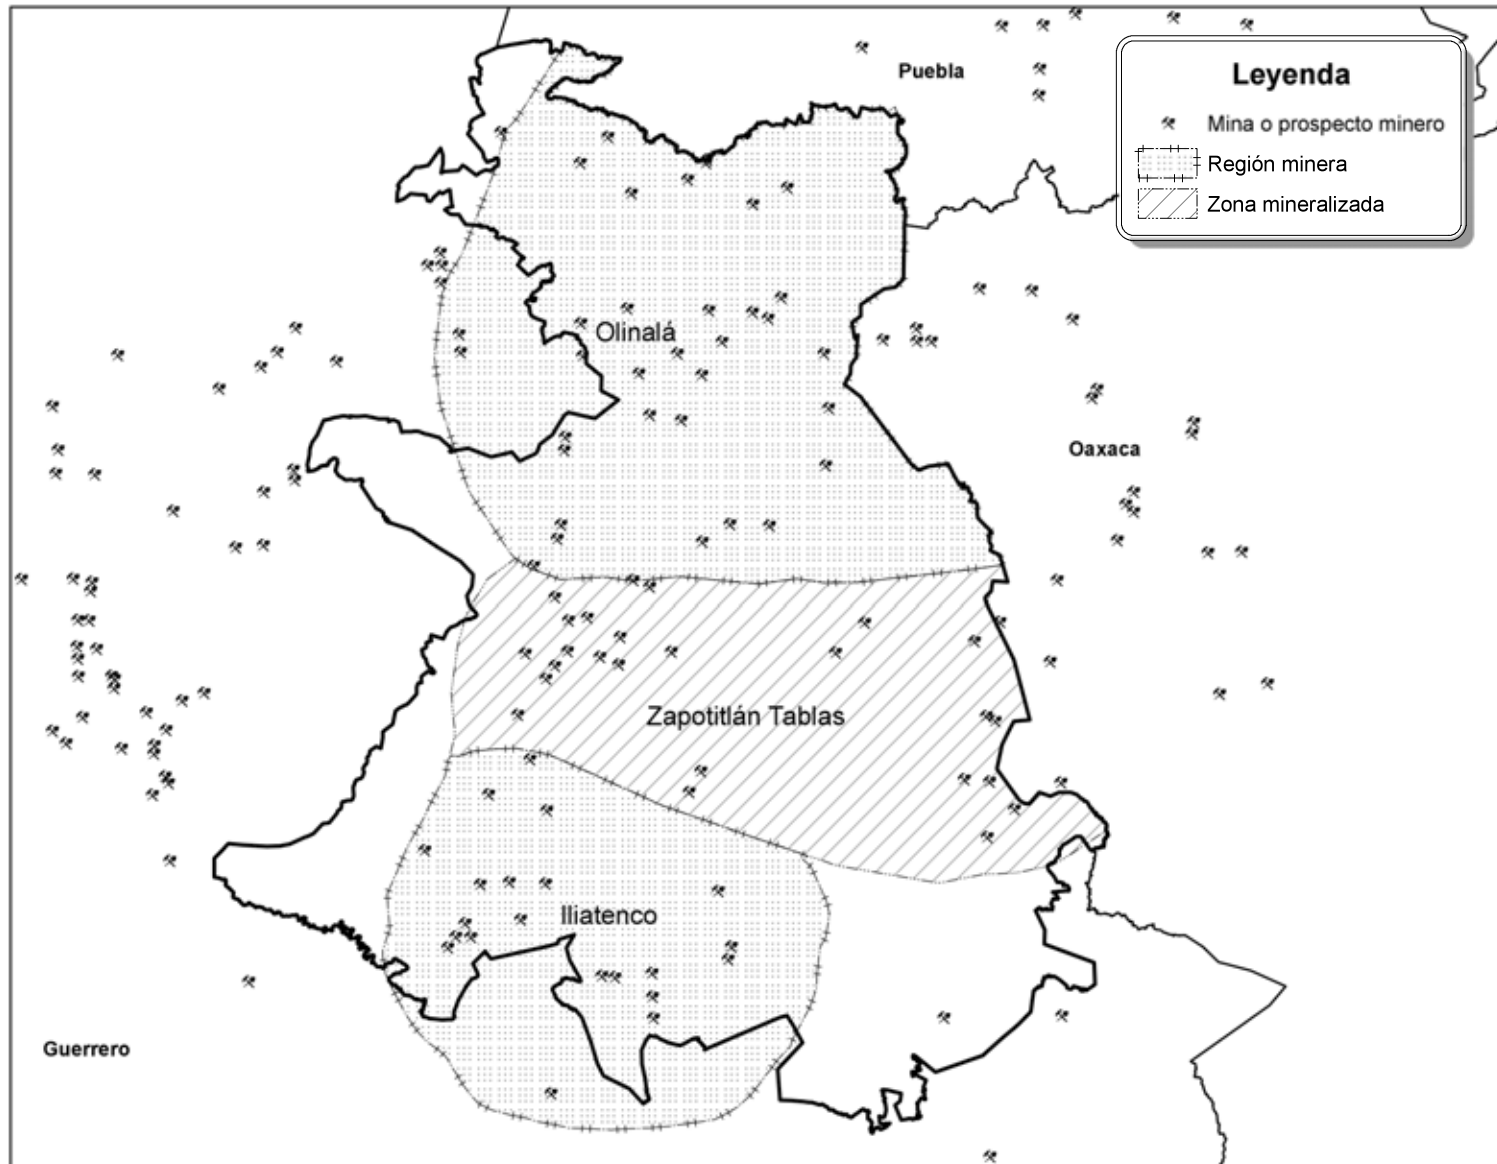 Puebla
Leyenda
Mina o prospecto minero
Región minera
Zona mineralizada
Olinalá
Oaxaca
Zapotitlán Tablas
Iliatenco
Guerrero